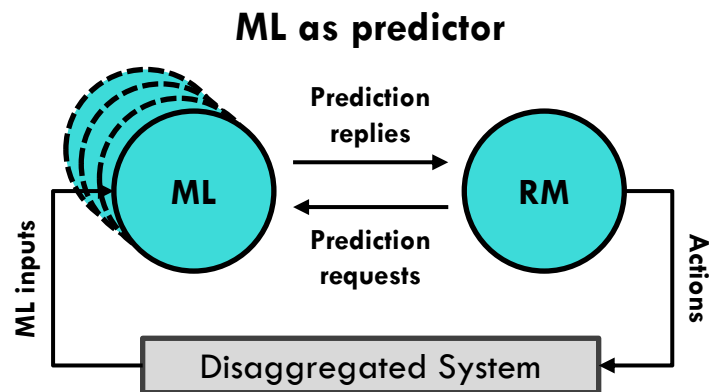 ML as predictor
Prediction
replies
ML
RM
Prediction
requests
ML inputs
Actions
Disaggregated System